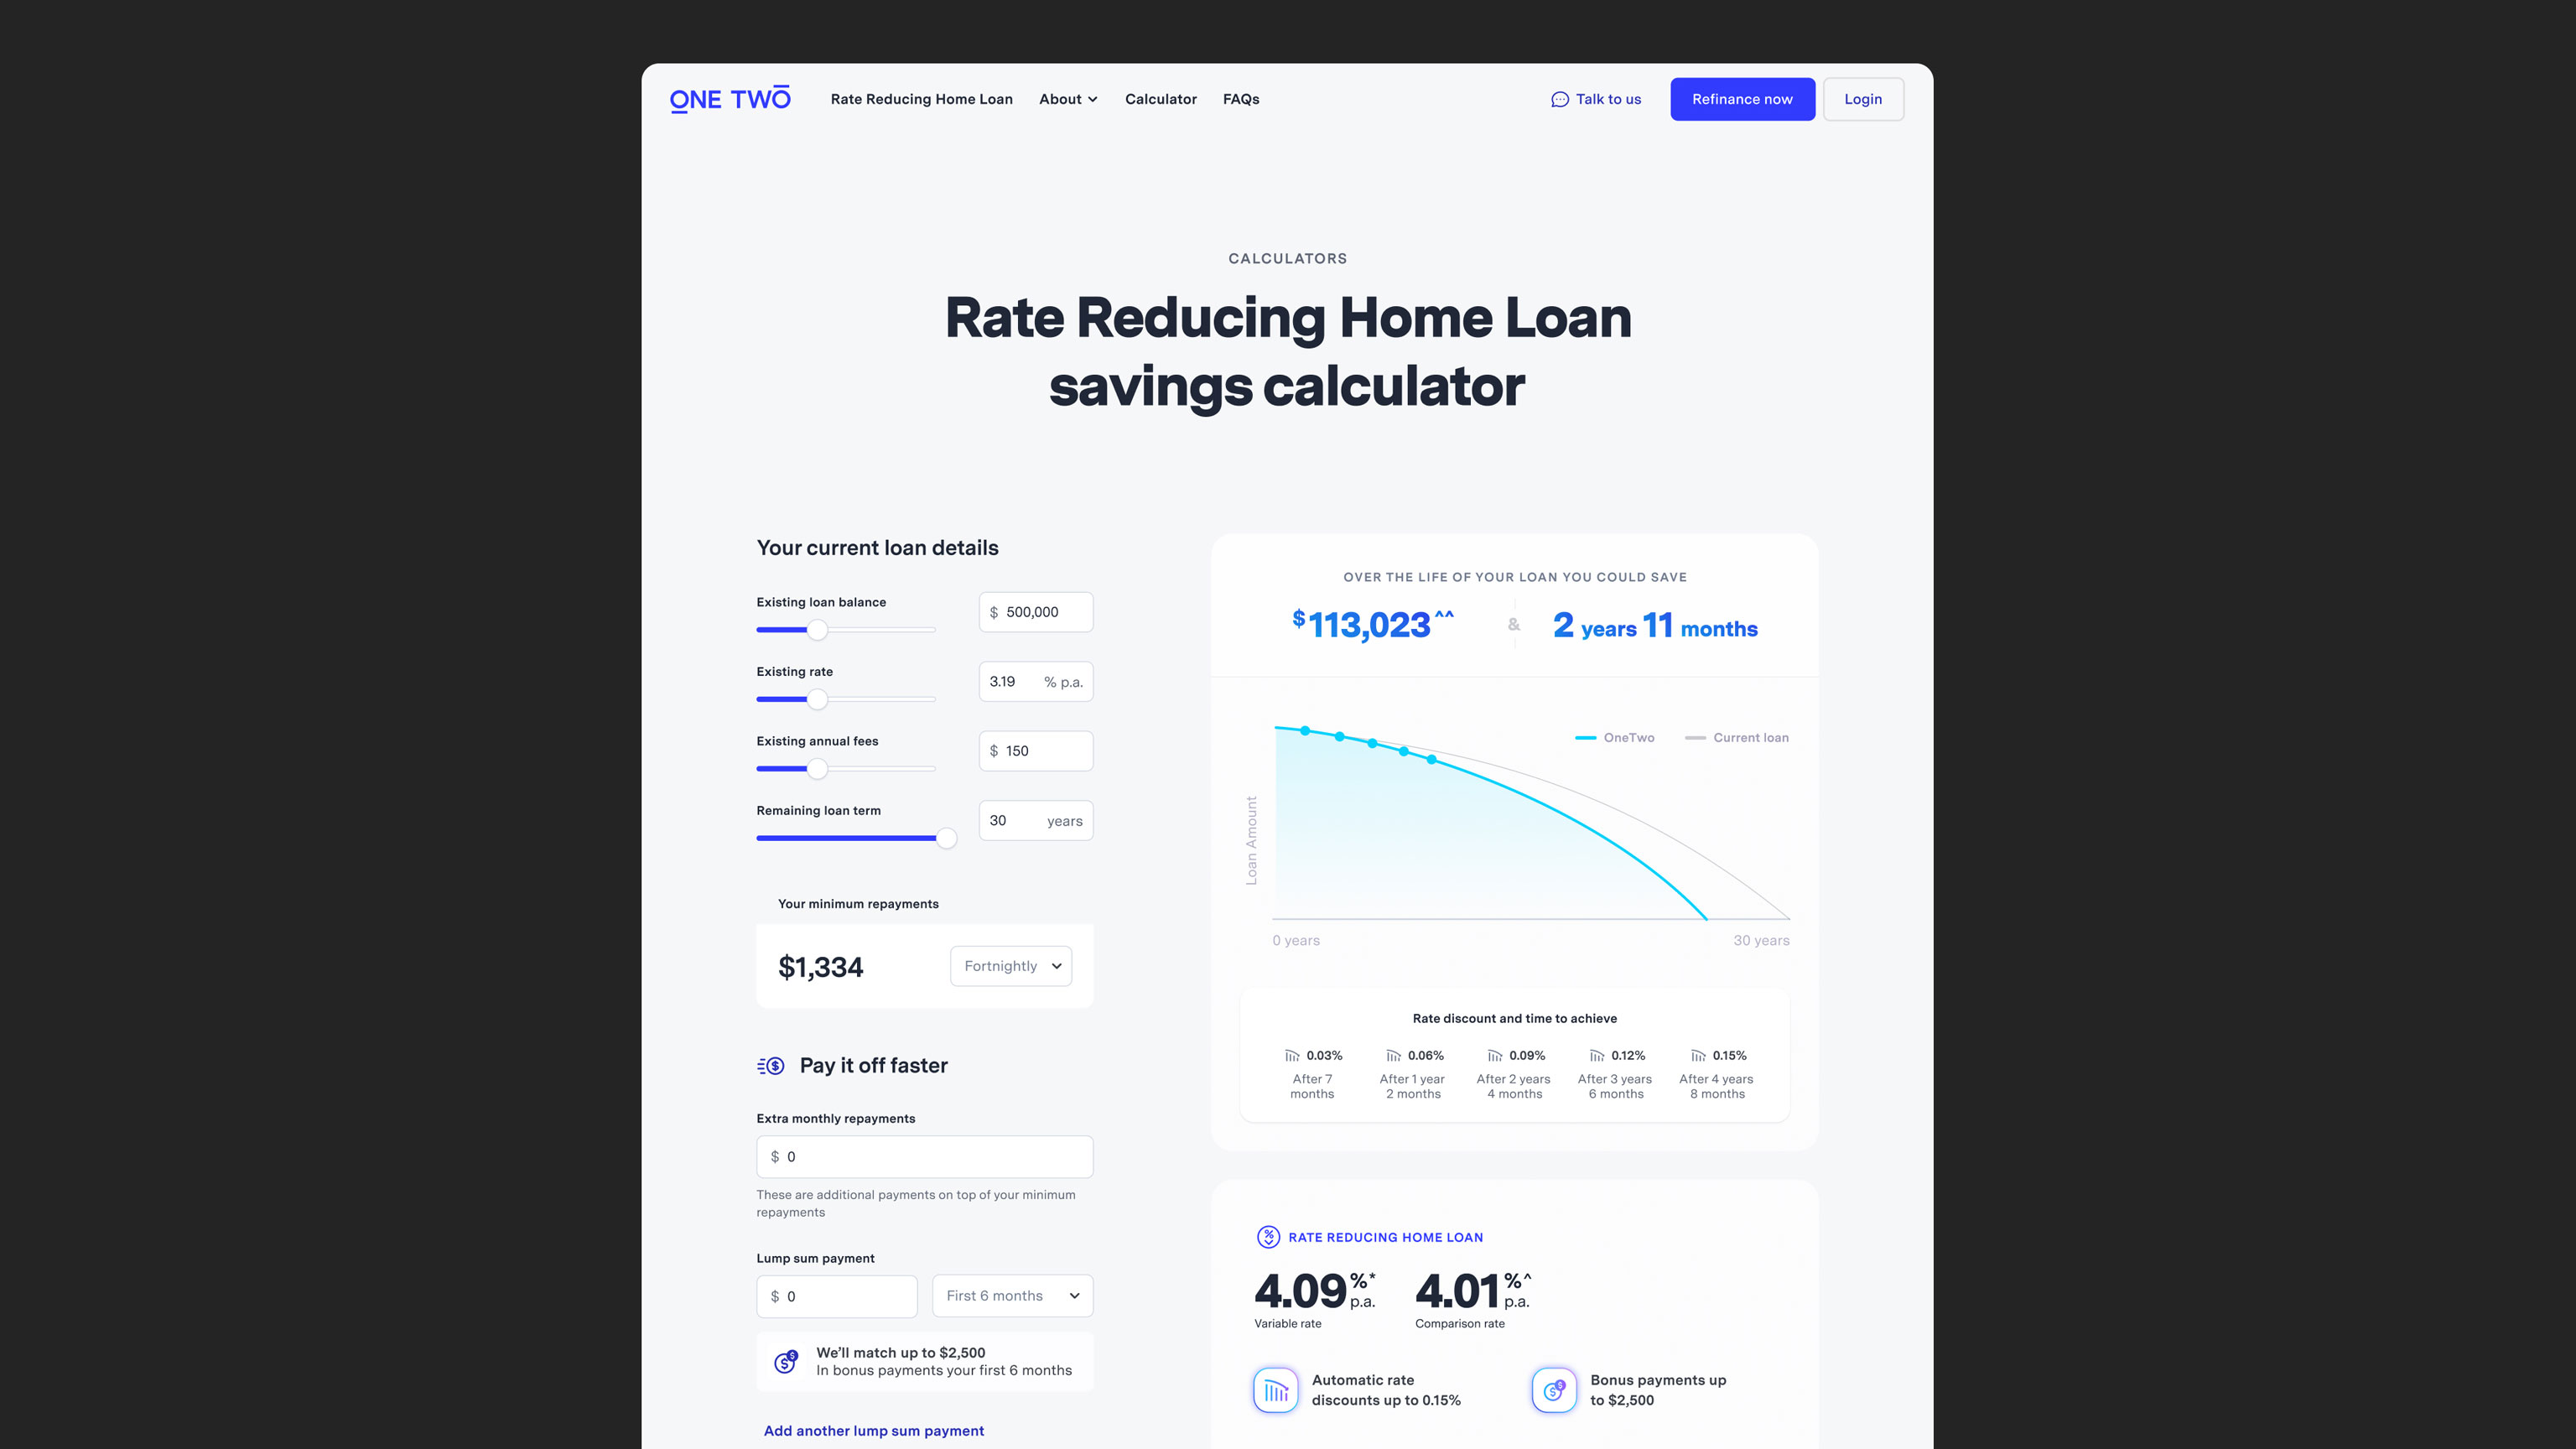 ONE TWO
Rate Reducing Home Loan
About
Calculator
FAQs
Talk to us
Refinance now
Login
CALCULATORS
Rate Reducing Home Loan
savings calculator
Your current loan details
Existing loan balance
$ 500,000
Existing rate
3.19 % p.a.
Existing annual fees
$ 150
Remaining loan term
30 years
Your minimum repayments
$1,334
Fortnightly
Pay it off faster
Extra monthly repayments
$ 0
These are additional payments on top of your minimum
repayments
Lump sum payment
$ 0
First 6 months
We'll match up to $2,500
In bonus payments your first 6 months
Add another lump sum payment
OVER THE LIFE OF YOUR LOAN YOU COULD SAVE
$113,023^^ & 2 years 11 months
OneTwo
Current loan
Loan Amount
0 years
30 years
Rate discount and time to achieve
0.03%
After 7
months
0.06%
After 1 year
2 months
0.09%
After 2 years
4 months
0.12%
After 3 years
6 months
0.15%
After 4 years
8 months
RATE REDUCING HOME LOAN
4.09%* p.a.
Variable rate
4.01%^ p.a.
Comparison rate
Automatic rate
discounts up to 0.15%
Bonus payments up
to $2,500